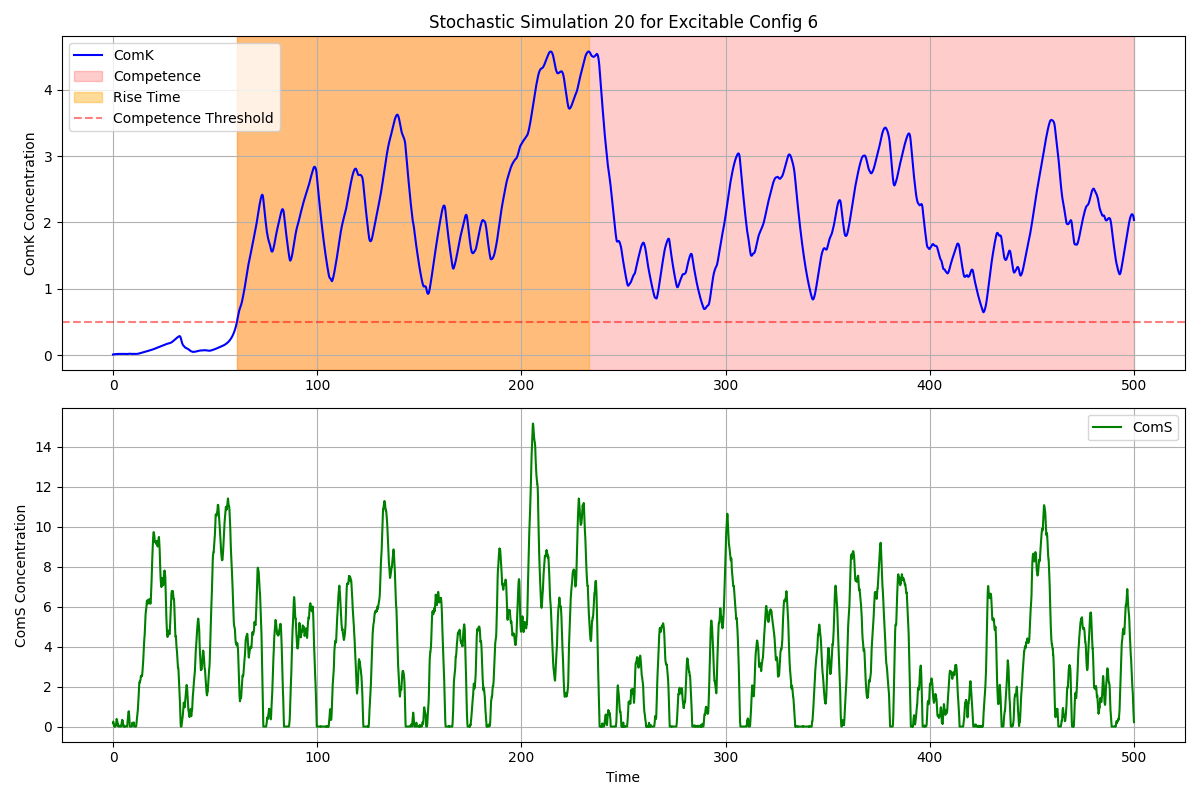 Stochastic Simulation 20 for Excitable Config 6
ComK
Competence
Rise Time
Competence Threshold
ComK Concentration
4
3
2
1
0
0 100 200 300 400 500
ComS
ComS Concentration
14
12
10
8
6
4
2
0
0 100 200 300 400 500
Time